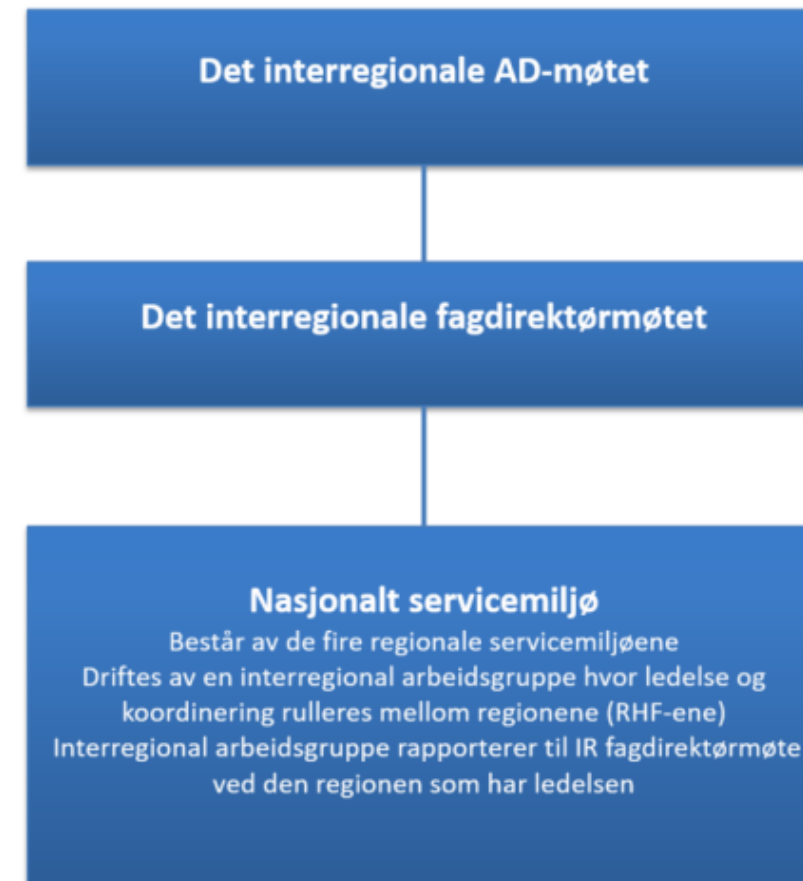 Det interregionale AD-møtet
Det interregionale fagdirektørmøtet
Nasjonalt servicemiljø
Består av de fire regionale servicemiljøene
Driftes av en interregional arbeidsgruppe hvor ledelse og
koordinering rulleres mellom regionene (RHF-ene)
Interregional arbeidsgruppe rapporterer til IR fagdirektørmøte
ved den regionen som har ledelsen